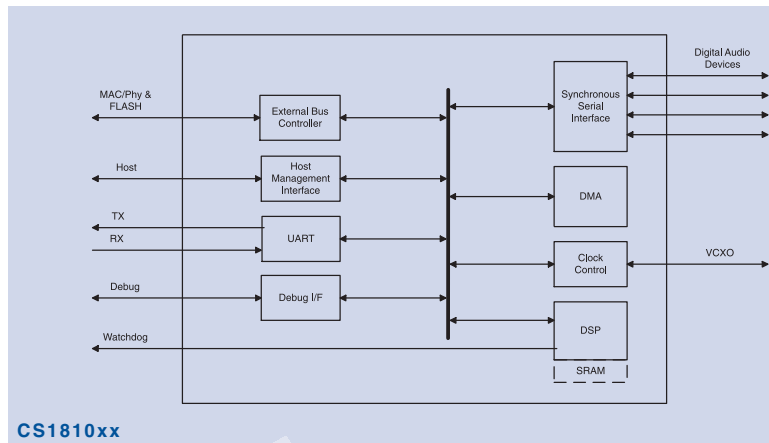 Digital Audio
Devices
MAC/Phy &
FLASH
External Bus
Controller
Synchronous
Serial
Interface
Host
Host
Management
Interface
DMA
TX
RX
UART
Clock
Control
VCXO
Debug
Debug I/F
DSP
Watchdog
SRAM
CS1810xx